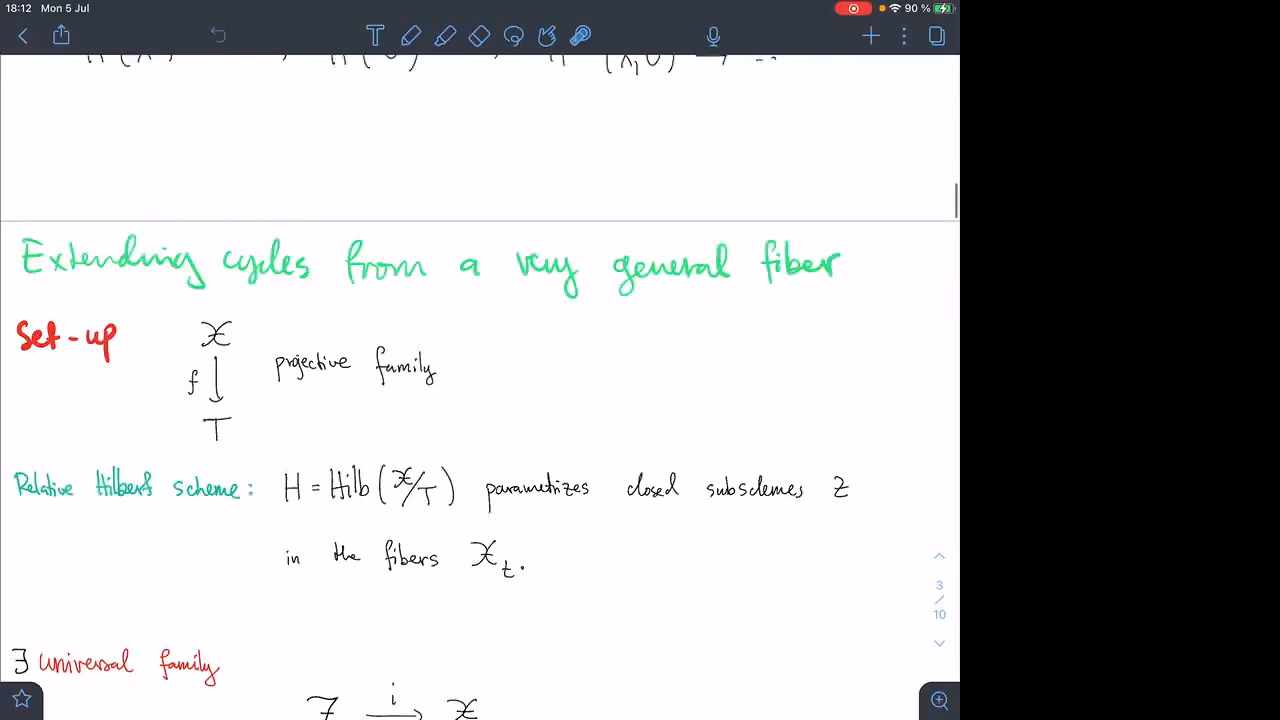 18:12 Mon 5 Jul
90 %
Extending cycles from a very general fiber
Set-up
𝒳
f
projective family
T
Relative Hilbert scheme: H = Hilb(𝒳/T) parametrizes closed subschemes Z
in the fibers 𝒳_t.
3
/
10
∃ universal family
Z i 𝒳